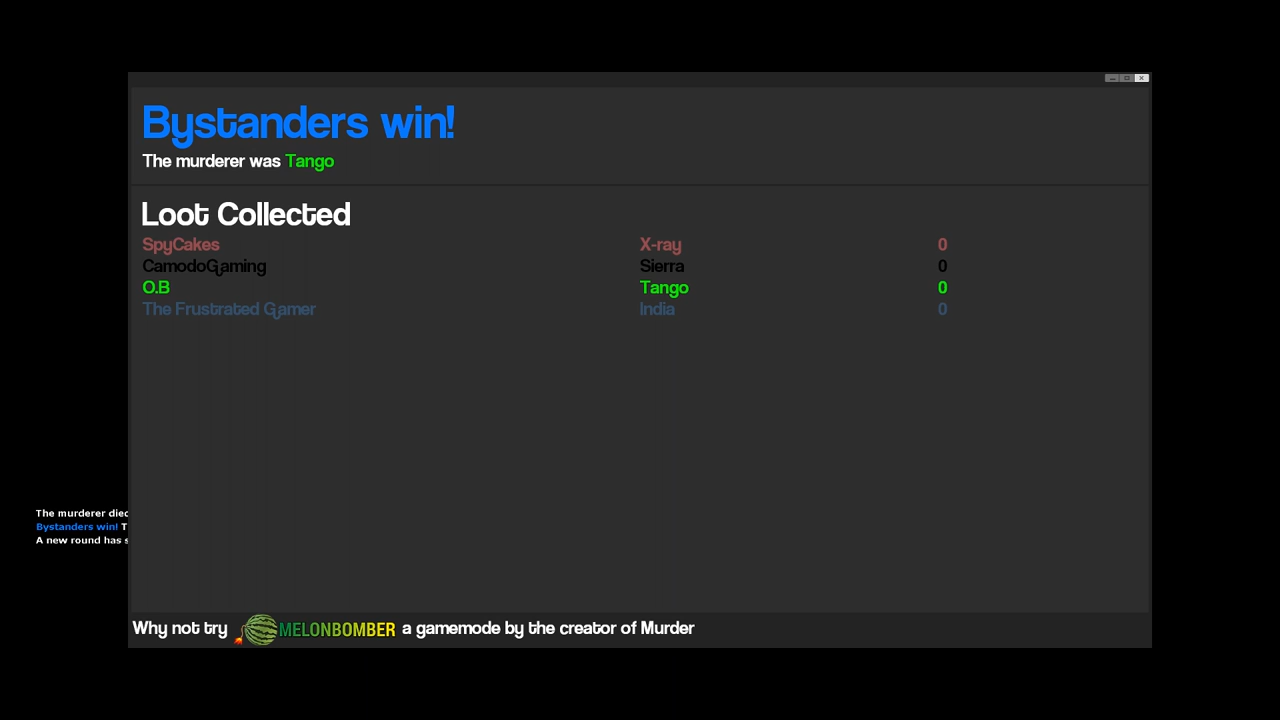 Bystanders win!
The murderer was Tango
Loot Collected
SpyCakes X-ray 0
CamodoGaming Sierra 0
O.B Tango 0
The Frustrated Gamer India 0
The murderer died
Bystanders win! T
A new round has s
Why not try MELONBOMBER a gamemode by the creator of Murder